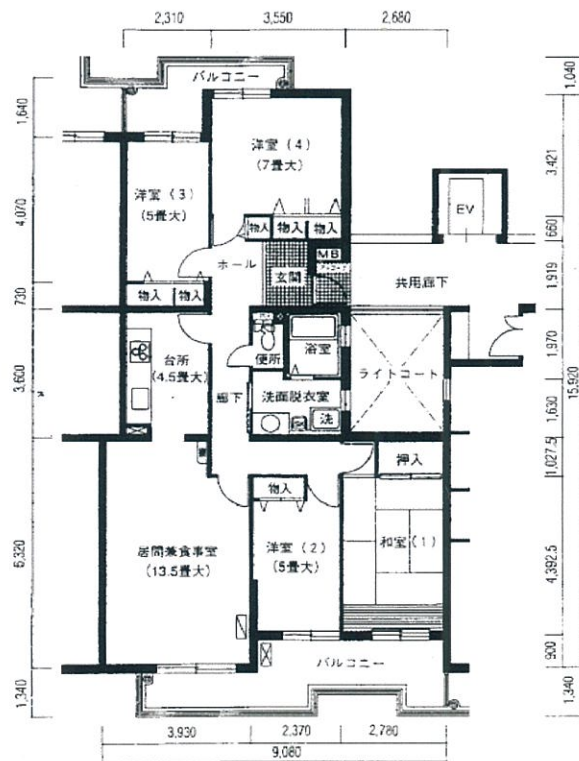 2,310
3,550
2,680
バルコニー
1,040
1,640
洋室（4）
(7畳大)
3,421
洋室（3）
(5畳大)
4,070
EV
物入
物入
物入
660
MB
ホール
玄関
共用廊下
1,919
物入
物入
730
台所
(4.5畳大)
便所
浴室
1,970
ライトコート
3,600
廊下
洗面脱衣室
洗
1,630
15,920
押入
1,027.5
物入
居間兼食事室
(13.5畳大)
洋室（2）
(5畳大)
和室（1）
6,320
4,392.5
900
バルコニー
1,340
1,340
3,930
2,370
2,780
9,080